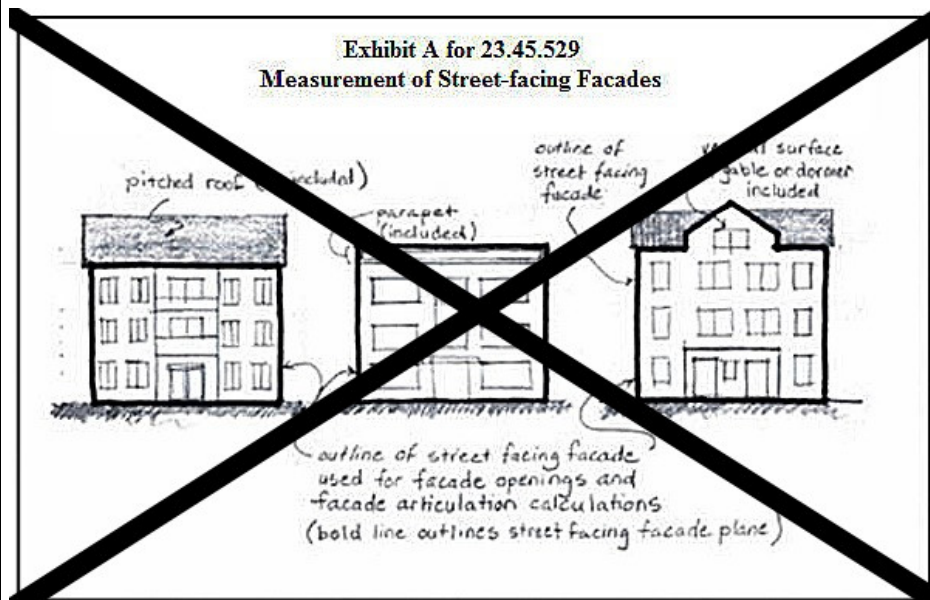 Exhibit A for 23.45.529
Measurement of Street-facing Facades
pitched roof included)
parapet
(included)
outline of
street facing
facade
surface
gable or dormer
included
outline of street facing facade
used for facade openings and
facade articulation calculations
(bold line outlines street facing facade plane)